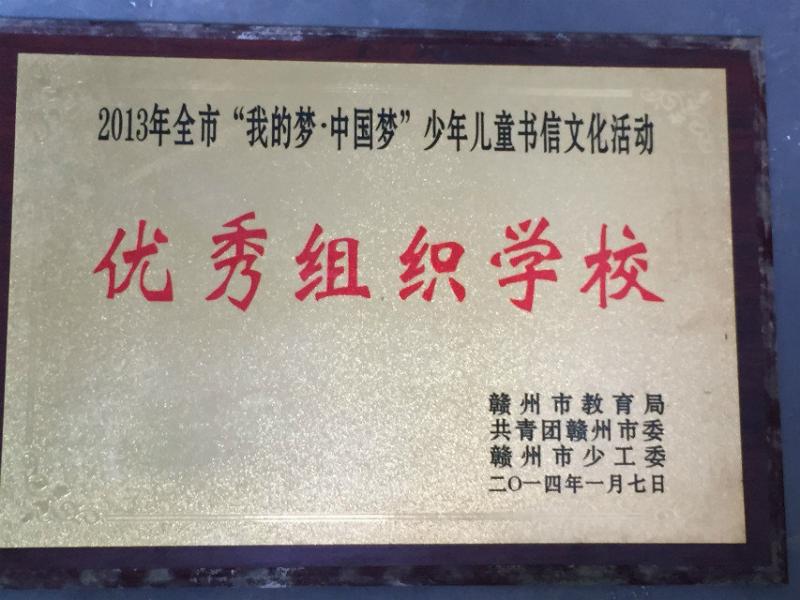 2013年全市“我的梦·中国梦”少年儿童书信文化活动
优秀组织学校
赣州市教育局
共青团赣州市委
赣州市少工委
二〇一四年一月七日